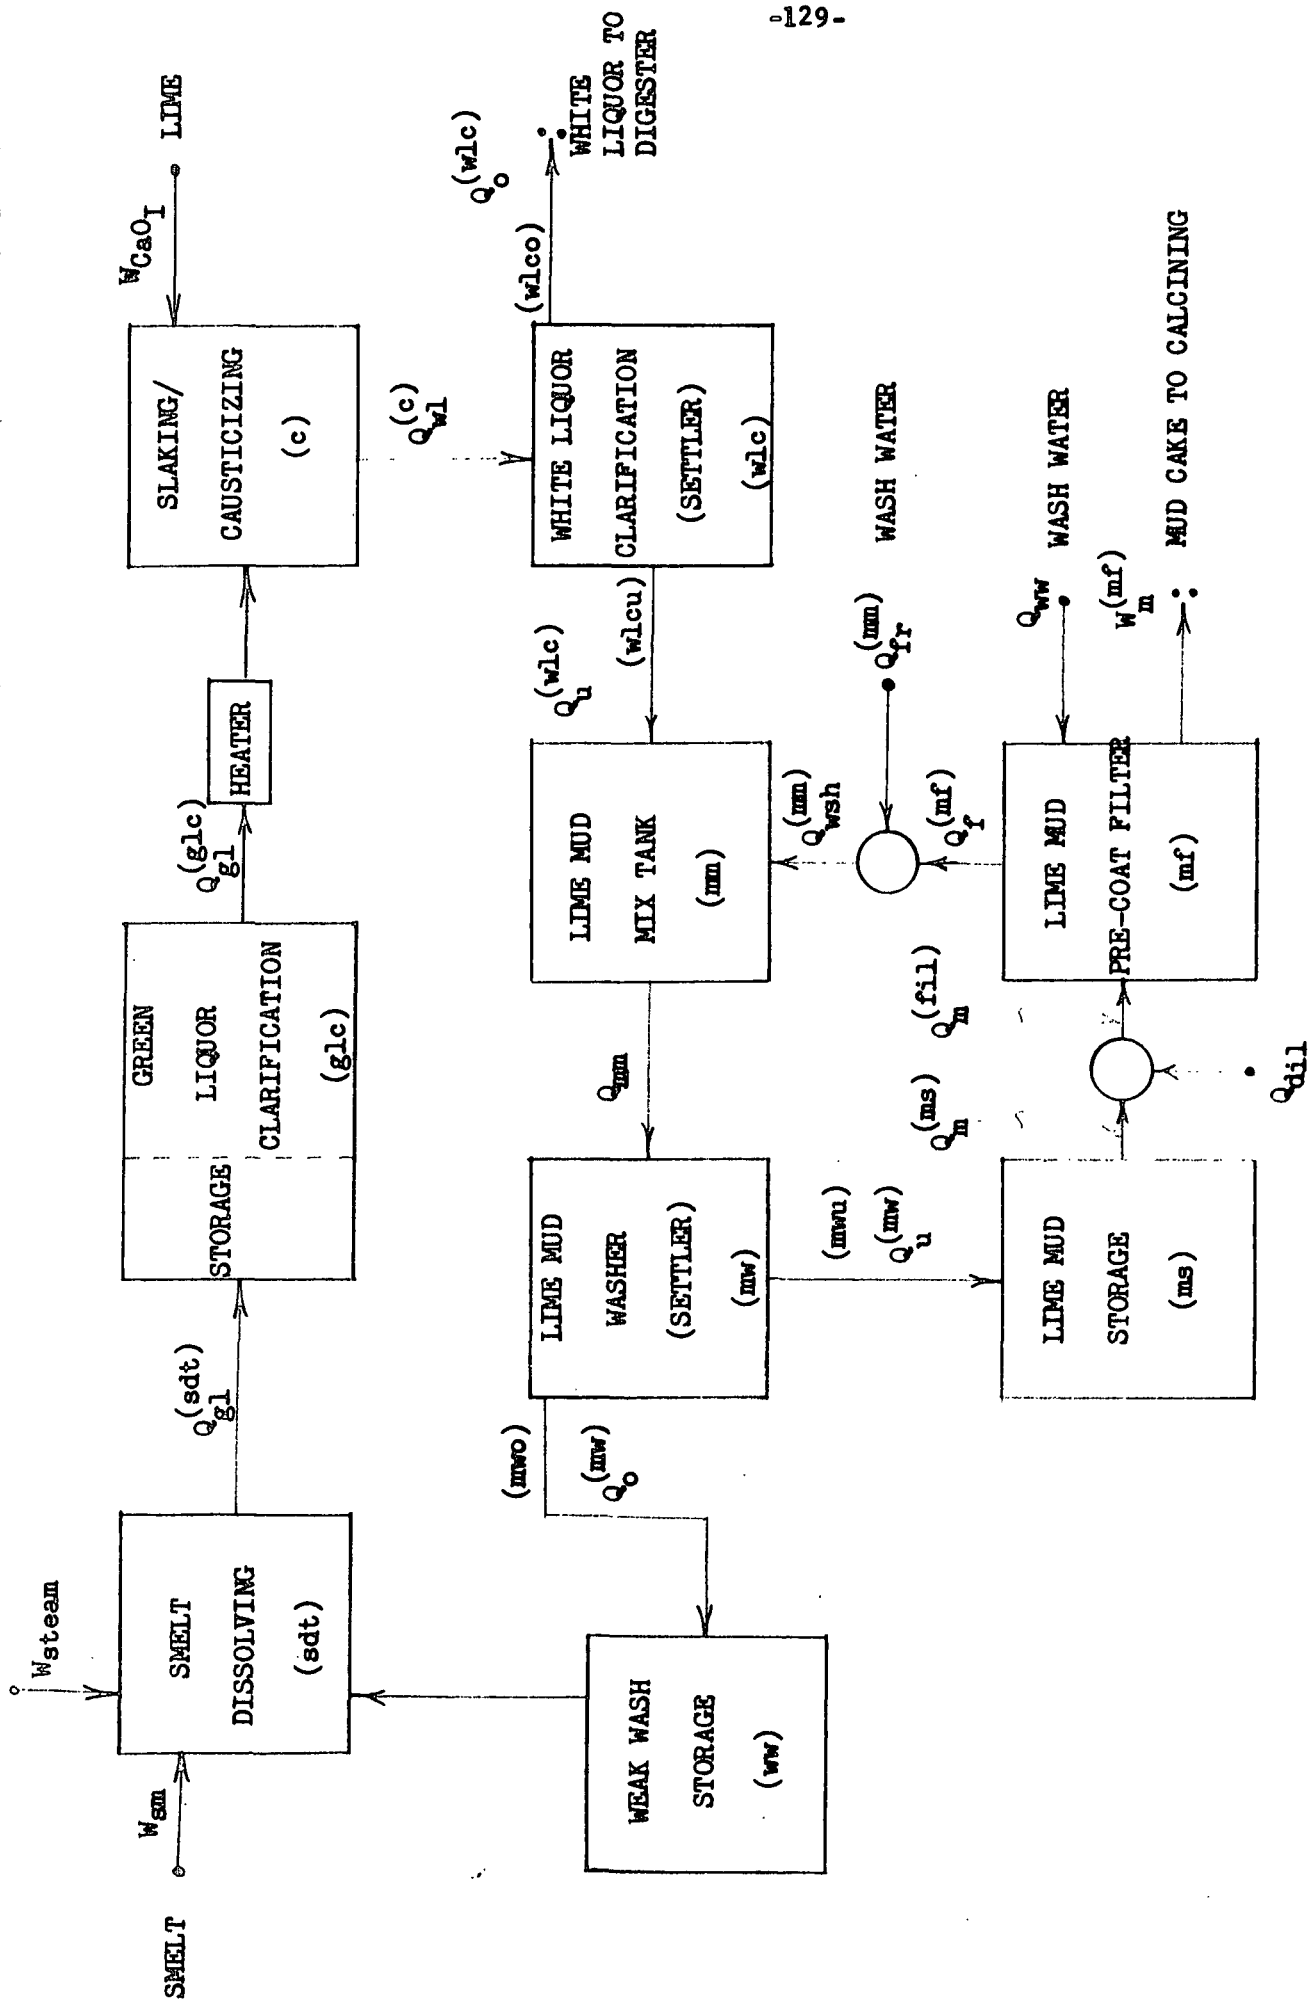 -129-
W_steam
SMELT
W_sm
SMELT
DISSOLVING
(sdt)
Q_gl^(sdt)
STORAGE
GREEN
LIQUOR
CLARIFICATION
(glc)
Q_gl^(glc)
HEATER
SLAKING/
CAUSTICIZING
(c)
W_CaO_I
LIME
Q_wl^(c)
WEAK WASH
STORAGE
(ww)
(mwo)
Q_o^(mw)
LIME MUD
WASHER
(SETTLER)
(mw)
Q_mm
LIME MUD
MIX TANK
(mm)
Q_u^(wlc)
(wlcu)
WHITE LIQUOR
CLARIFICATION
(SETTLER)
(wlc)
(wlco)
Q_o^(wlc)
WHITE
LIQUOR TO
DIGESTER
(mwu)
Q_u^(mw)
Q_wsh^(mm)
Q_f^(mf)
Q_fr^(mm)
WASH WATER
LIME MUD
STORAGE
(ms)
Q_m^(ms)
Q_m^(fil)
Q_dil
LIME MUD
PRE-COAT FILTER
(mf)
Q_ww
WASH WATER
W_m^(mf)
MUD CAKE TO CALCINING